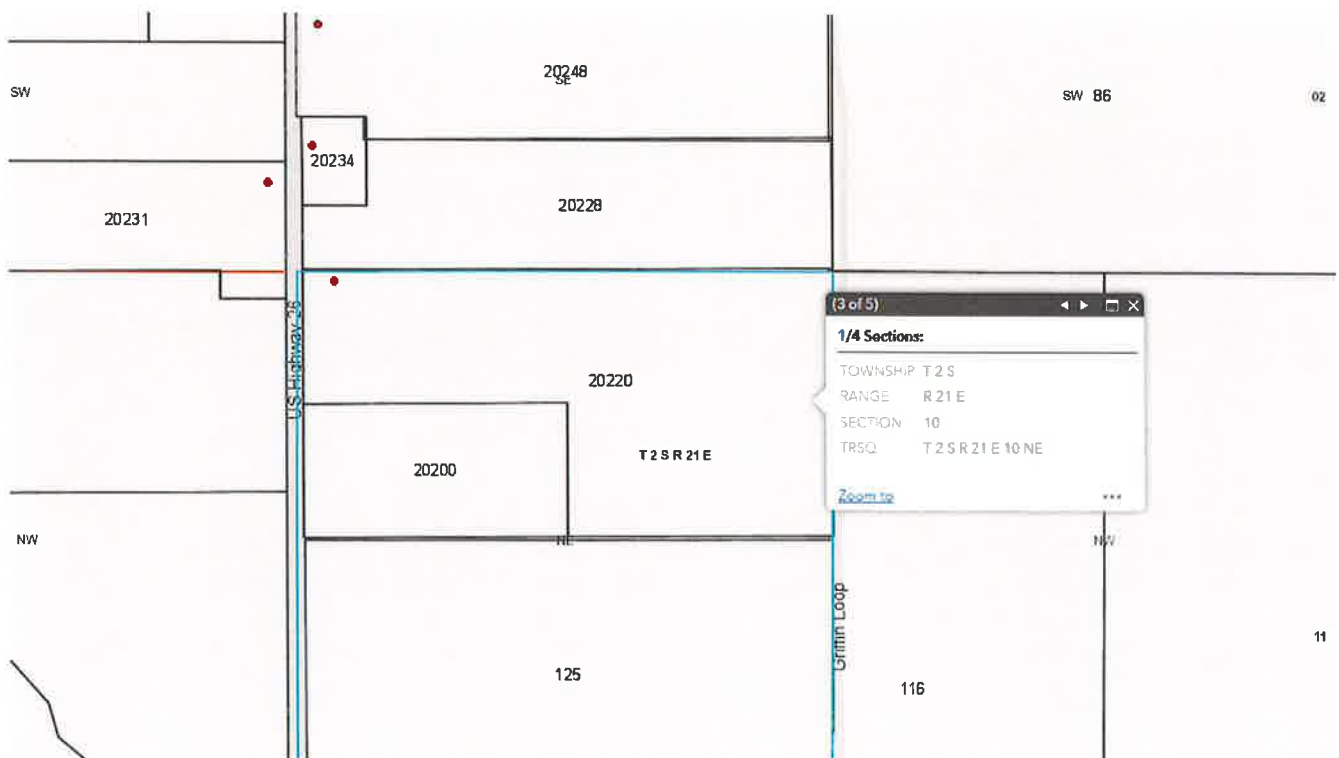 20248
SE
SW
SW 86
02
20234
20231
20228
US Highway 26
(3 of 5)
1/4 Sections:
TOWNSHIP T 2 S
RANGE R 21 E
SECTION 10
TRSQ T 2 S R 21 E 10 NE
Zoom to
•••
20220
T 2 S R 21 E
20200
NW
NE
NW
Griffin Loop
125
116
11